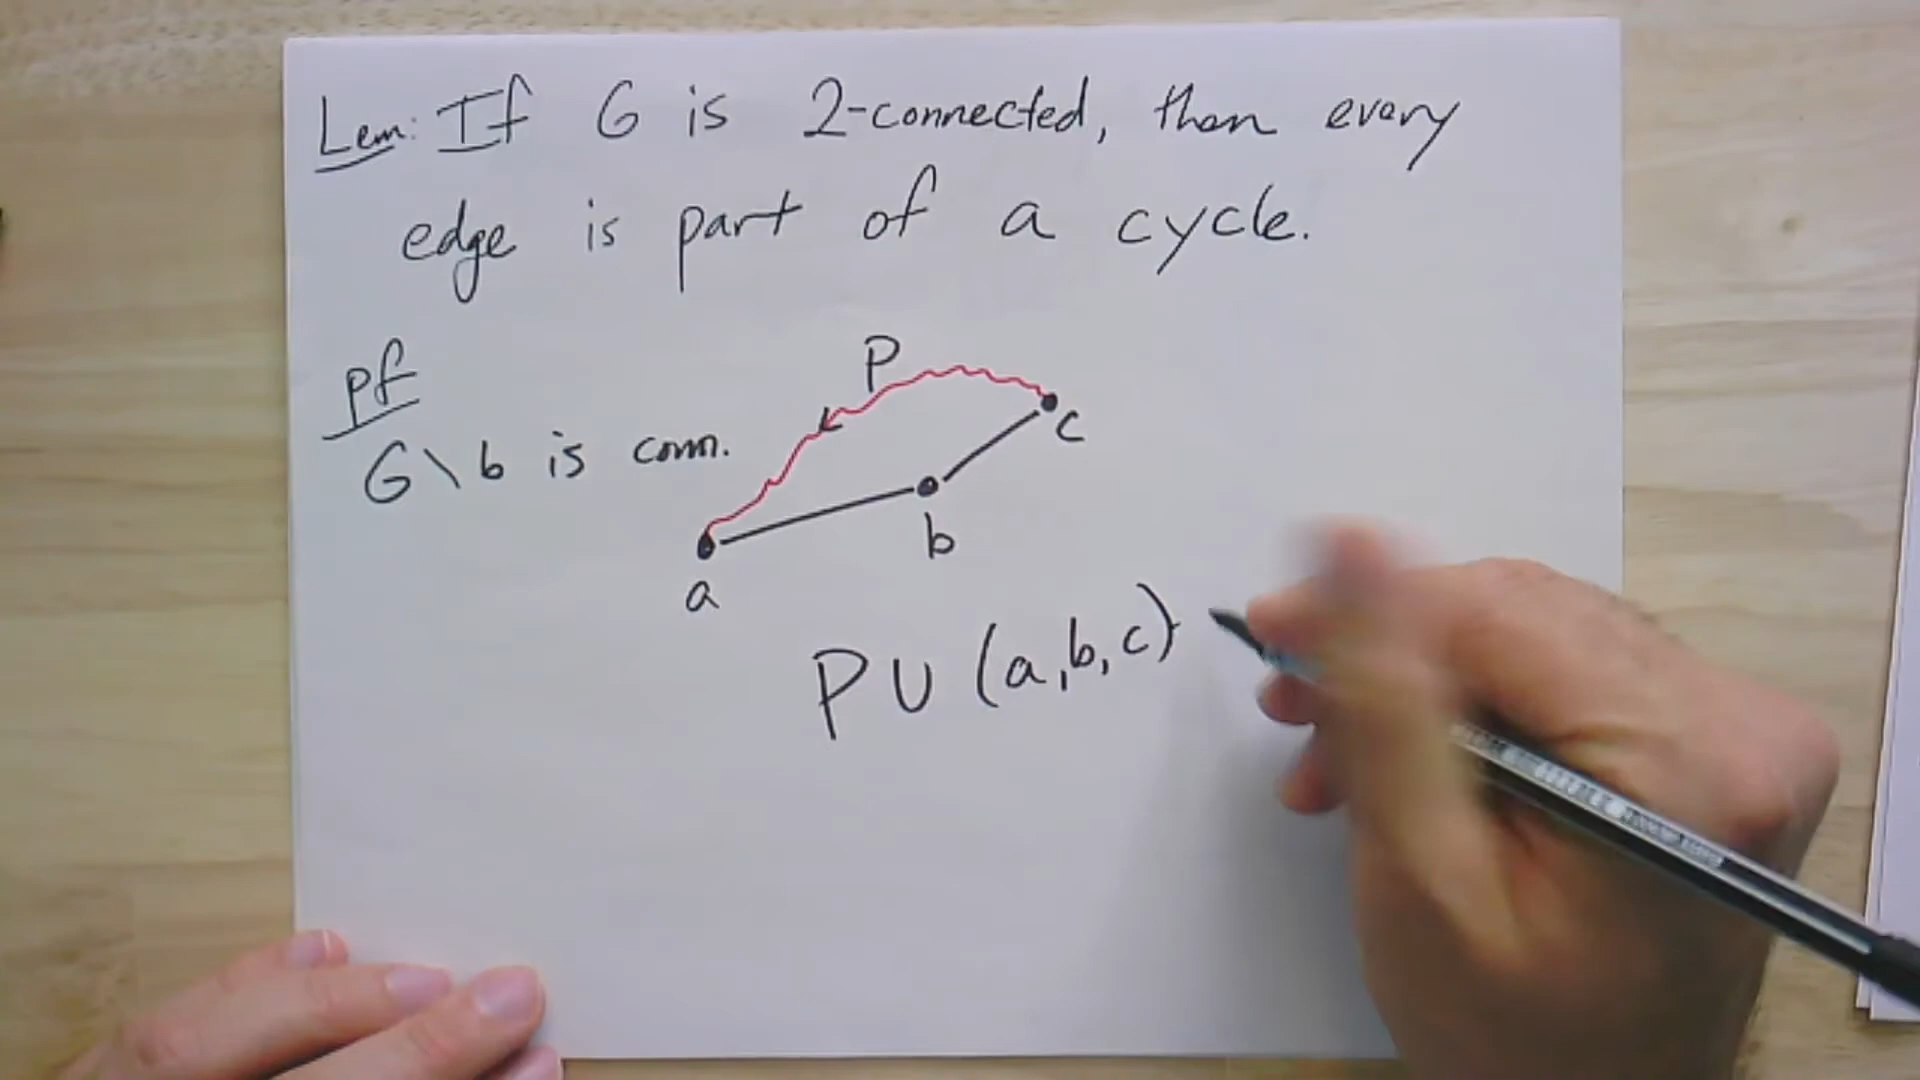 Lem: If G is 2-connected, then every
edge is part of a cycle.
pf
G\b is conn.
P
c
b
a
P ∪ (a,b,c)